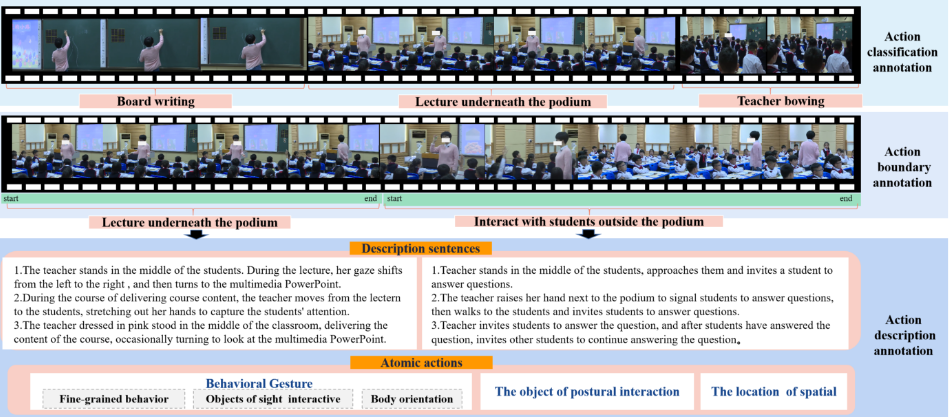 Action
classification
annotation
Board writing
Lecture underneath the podium
Teacher bowing
Action
boundary
annotation
start
end
start
end
Lecture underneath the podium
Interact with students outside the podium
Description sentences
1.The teacher stands in the middle of the students. During the lecture, her gaze shifts
from the left to the right , and then turns to the multimedia PowerPoint.
2.During the course of delivering course content, the teacher moves from the lectern
to the students, stretching out her hands to capture the students' attention.
3.The teacher dressed in pink stood in the middle of the classroom, delivering the
content of the course, occasionally turning to look at the multimedia PowerPoint.
1.Teacher stands in the middle of the students, approaches them and invites a student to
answer questions.
2.The teacher raises her hand next to the podium to signal students to answer questions,
then walks to the students and invites students to answer questions.
3.Teacher invites students to answer the question, and after students have answered the
question, invites other students to continue answering the question。
Action
description
annotation
Atomic actions
Behavioral Gesture
Fine-grained behavior
Objects of sight interactive
Body orientation
The object of postural interaction
The location of spatial